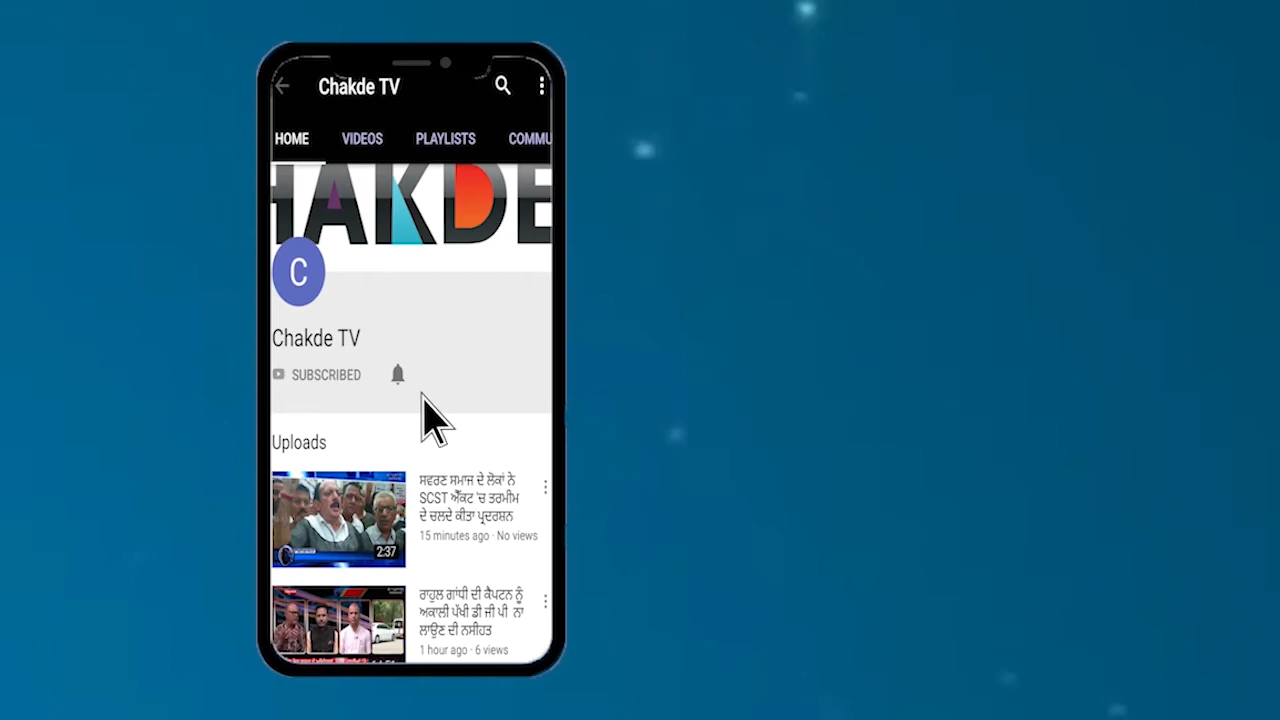 Chakde TV
HOME VIDEOS PLAYLISTS COMMU
HAKDE
C
Chakde TV
SUBSCRIBED
Uploads
ਸਵਰਣ ਸਮਾਜ ਦੇ ਲੋਕਾਂ ਨੇ
SCST ਐਕਟ 'ਚ ਤਰਮੀਮ
ਦੇ ਚਲਦੇ ਕੀਤਾ ਪ੍ਰਦਰਸ਼ਨ
15 minutes ago · No views
2:37
ਰਾਹੁਲ ਗਾਂਧੀ ਦੀ ਕੈਪਟਨ ਨੂੰ
ਅਕਾਲੀ ਪੱਖੀ ਡੀ ਜੀ ਪੀ ਨਾ
ਲਾਉਣ ਦੀ ਨਸੀਹਤ
1 hour ago · 6 views